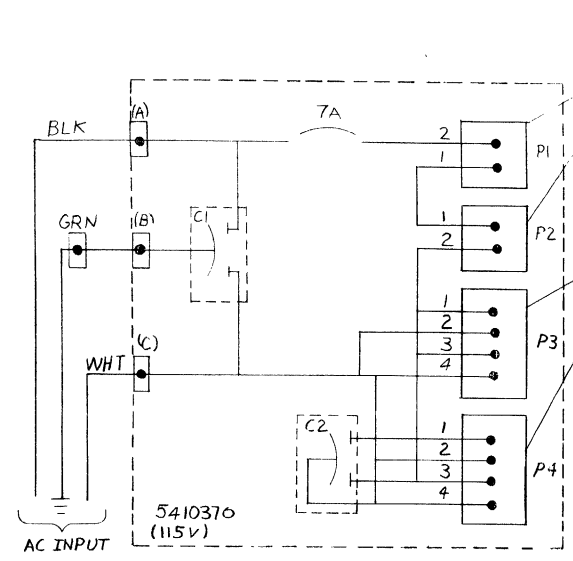 7A
BLK
(A)
2
1
P1
C1
GRN
(B)
1
2
P2
(C)
WHT
1
2
3
4
P3
C2
1
2
3
4
P4
5410370
(115V)
AC INPUT